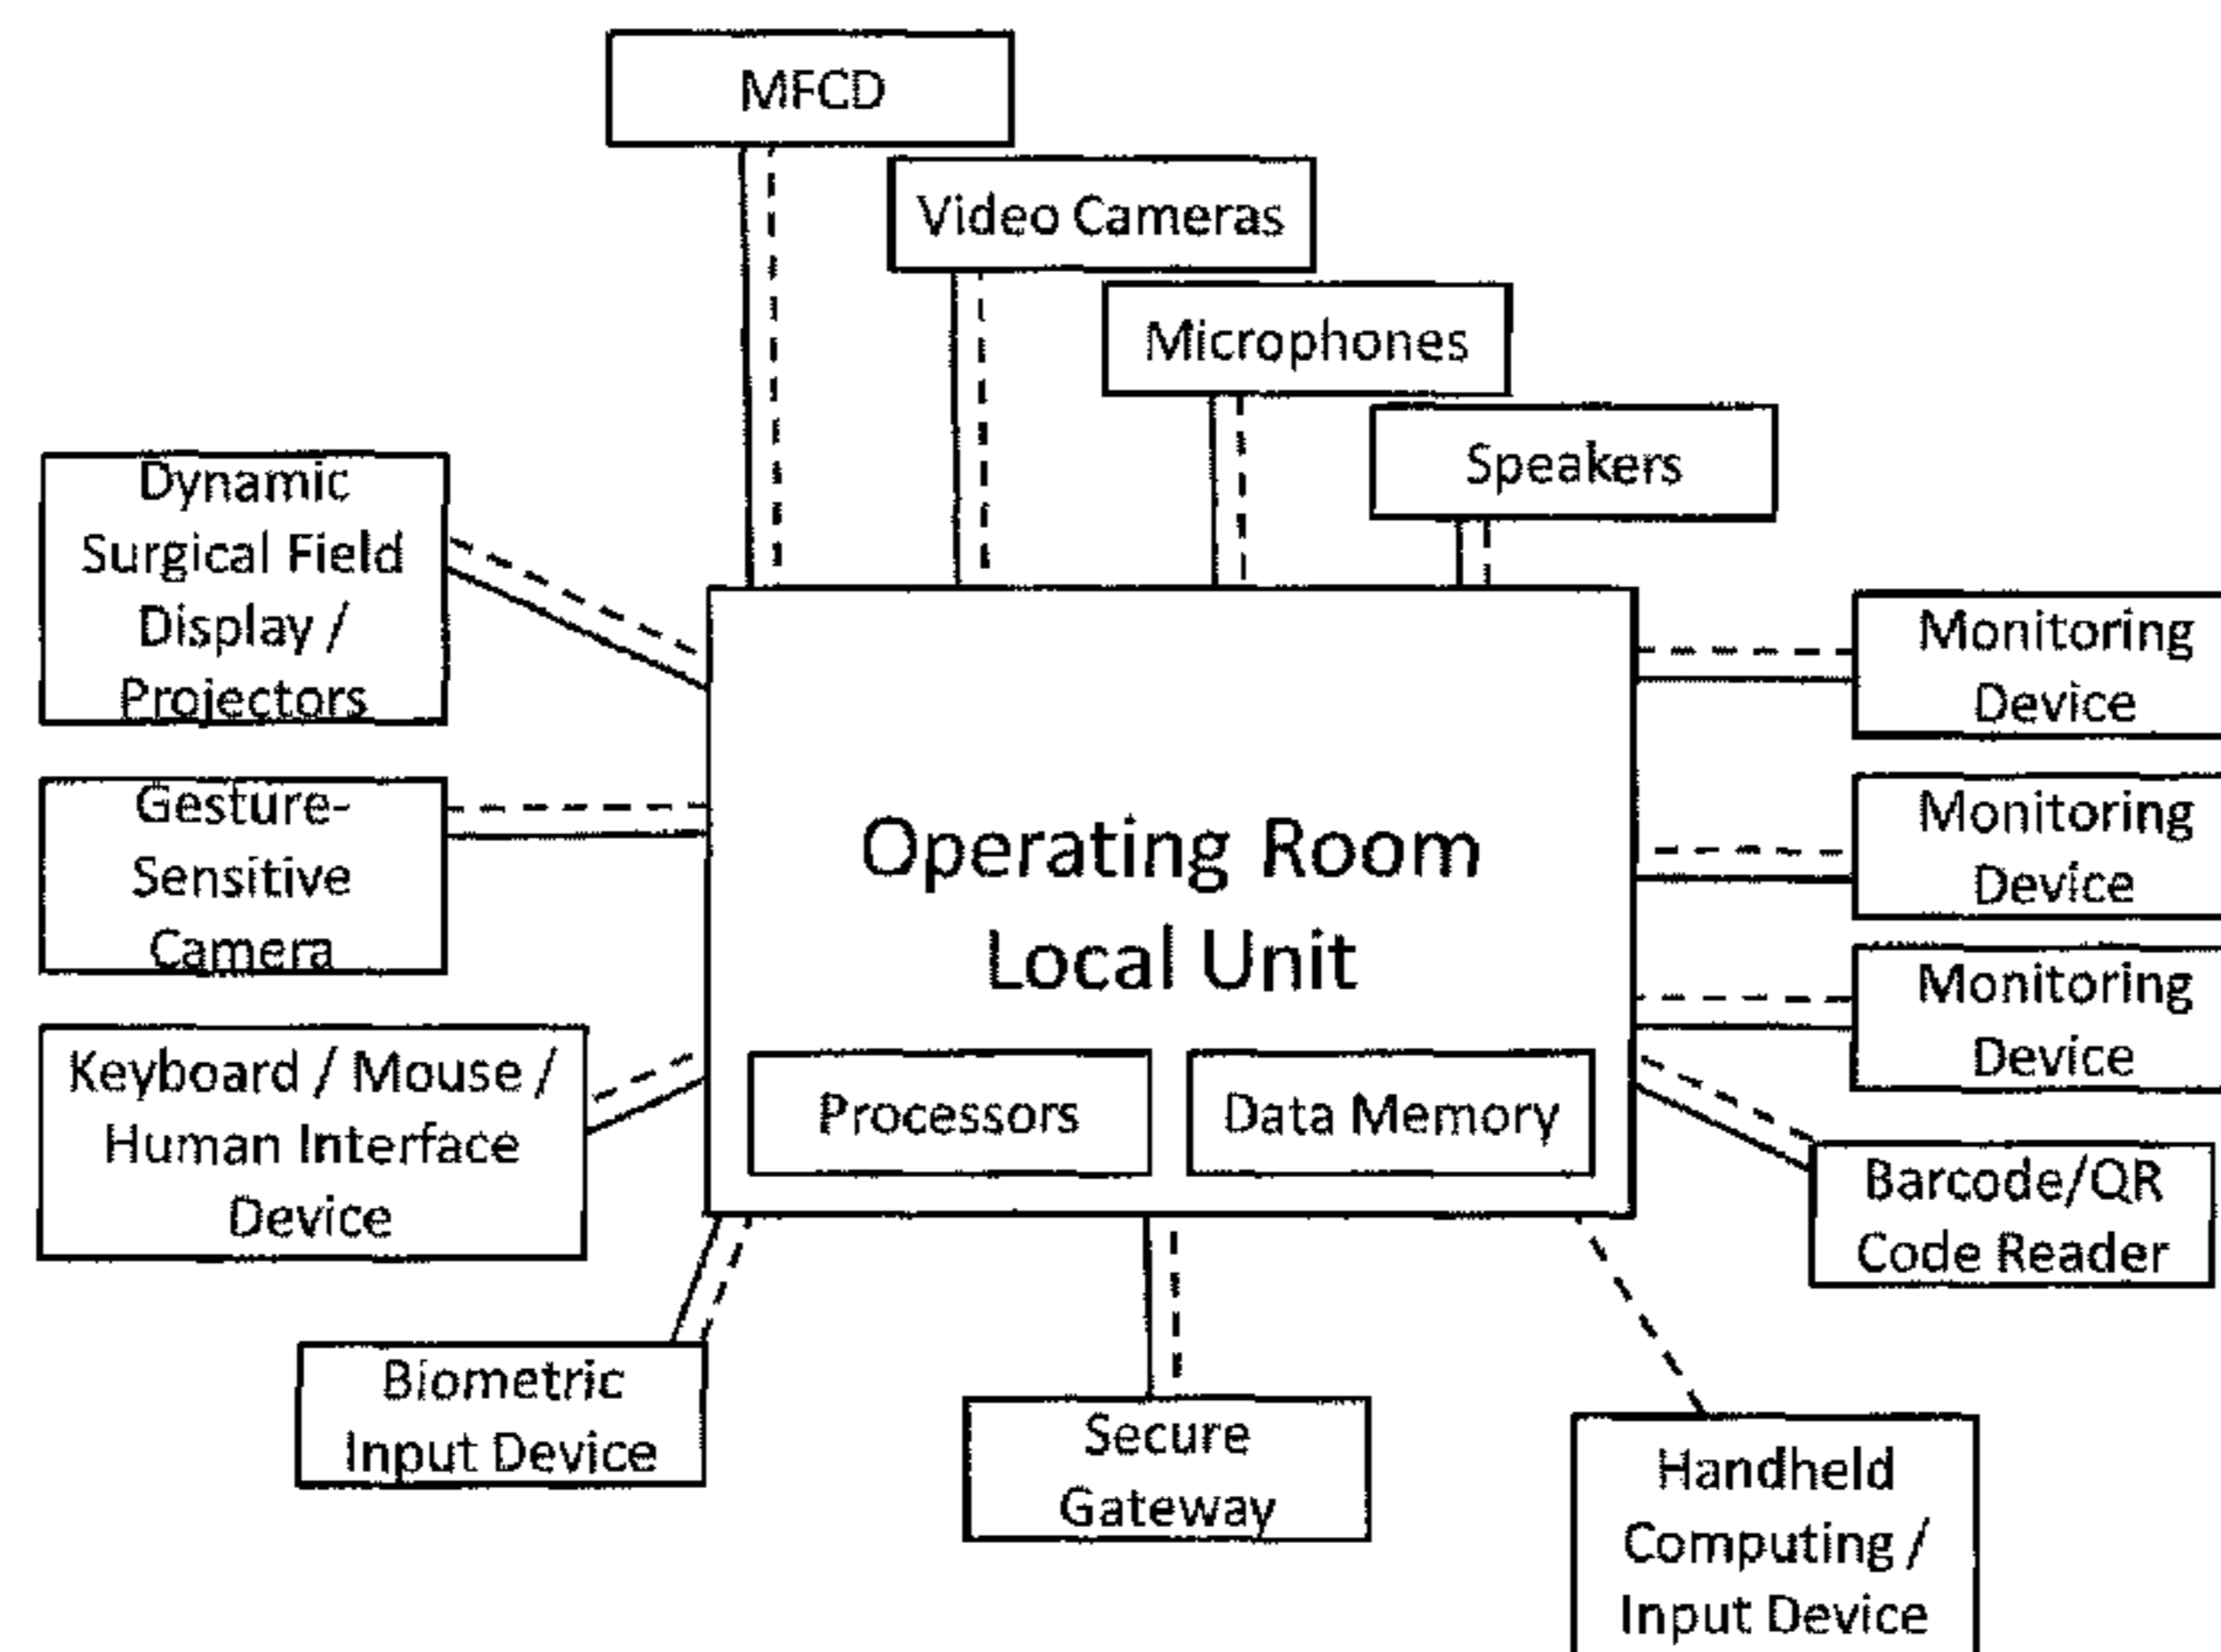 MFCD
Video Cameras
Microphones
Speakers
Dynamic
Surgical Field
Display /
Projectors
Gesture-
Sensitive
Camera
Keyboard / Mouse /
Human Interface
Device
Operating Room
Local Unit
Processors
Data Memory
Monitoring
Device
Monitoring
Device
Monitoring
Device
Barcode/QR
Code Reader
Biometric
Input Device
Secure
Gateway
Handheld
Computing /
Input Device